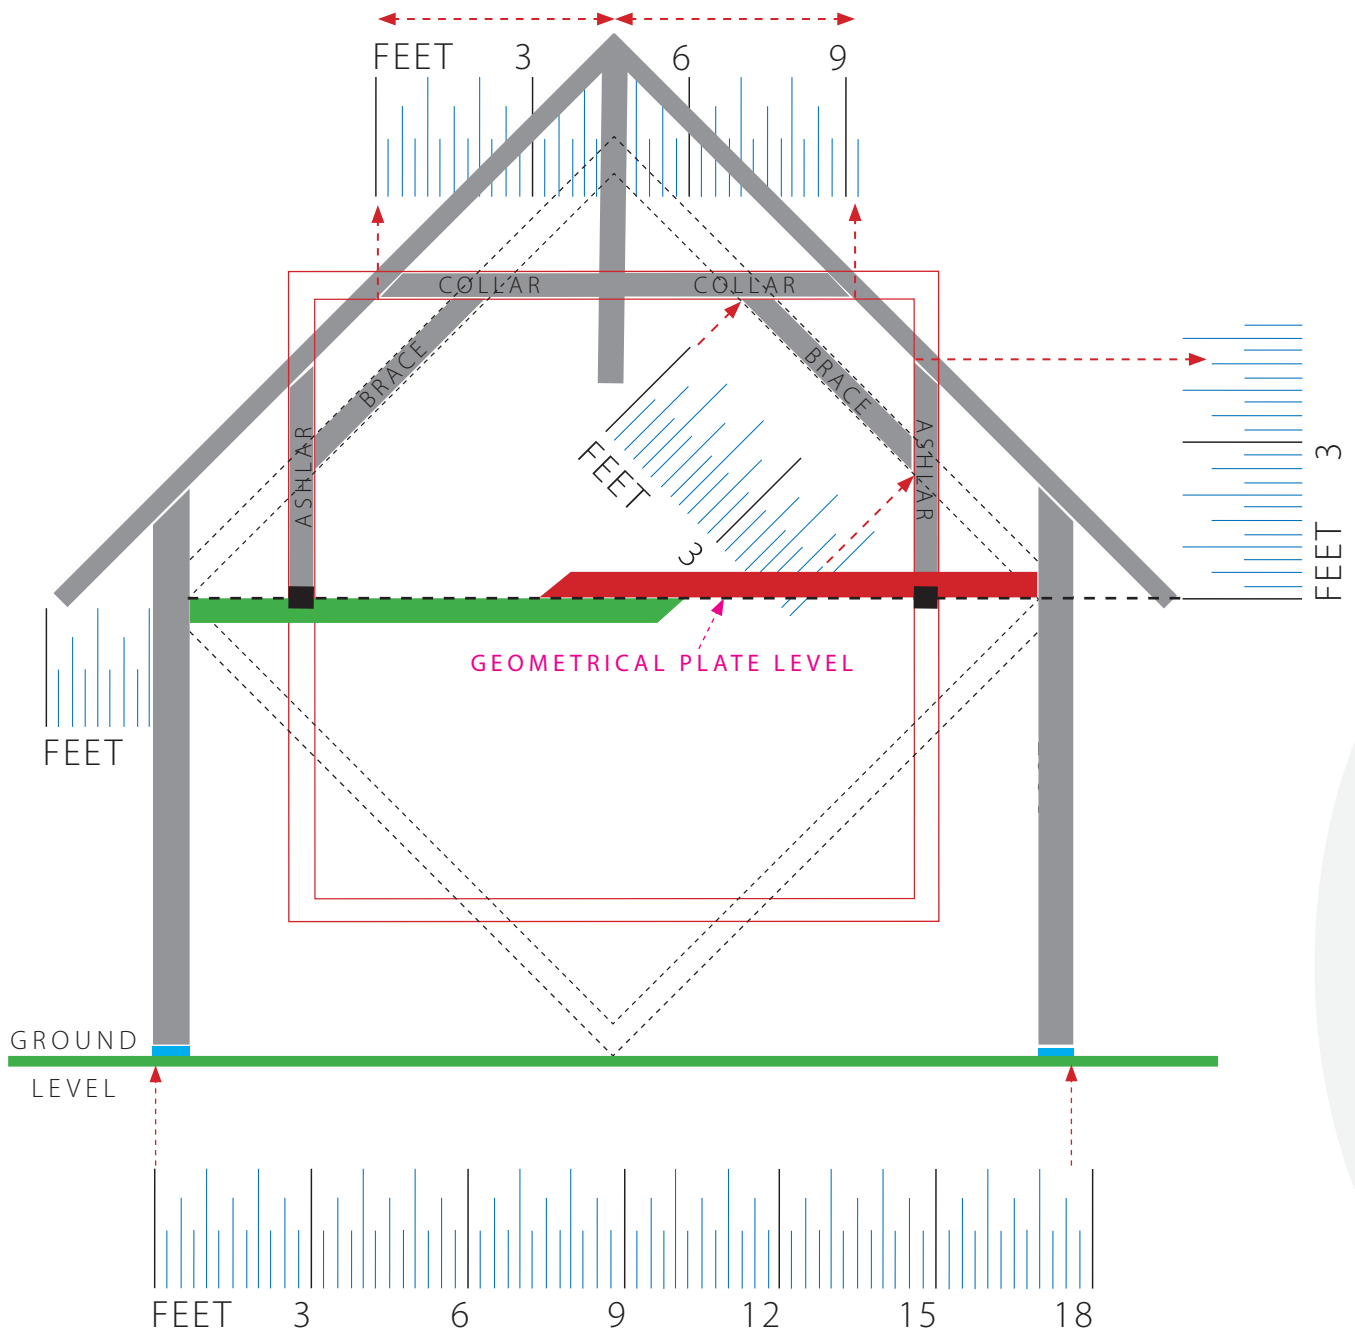 FEET 3 6 9
COLLAR COLLAR
BRACE
BRACE
ASHLAR
ASHLAR
FEET 3
FEET 3
GEOMETRICAL PLATE LEVEL
FEET
GROUND
LEVEL
FEET 3 6 9 12 15 18